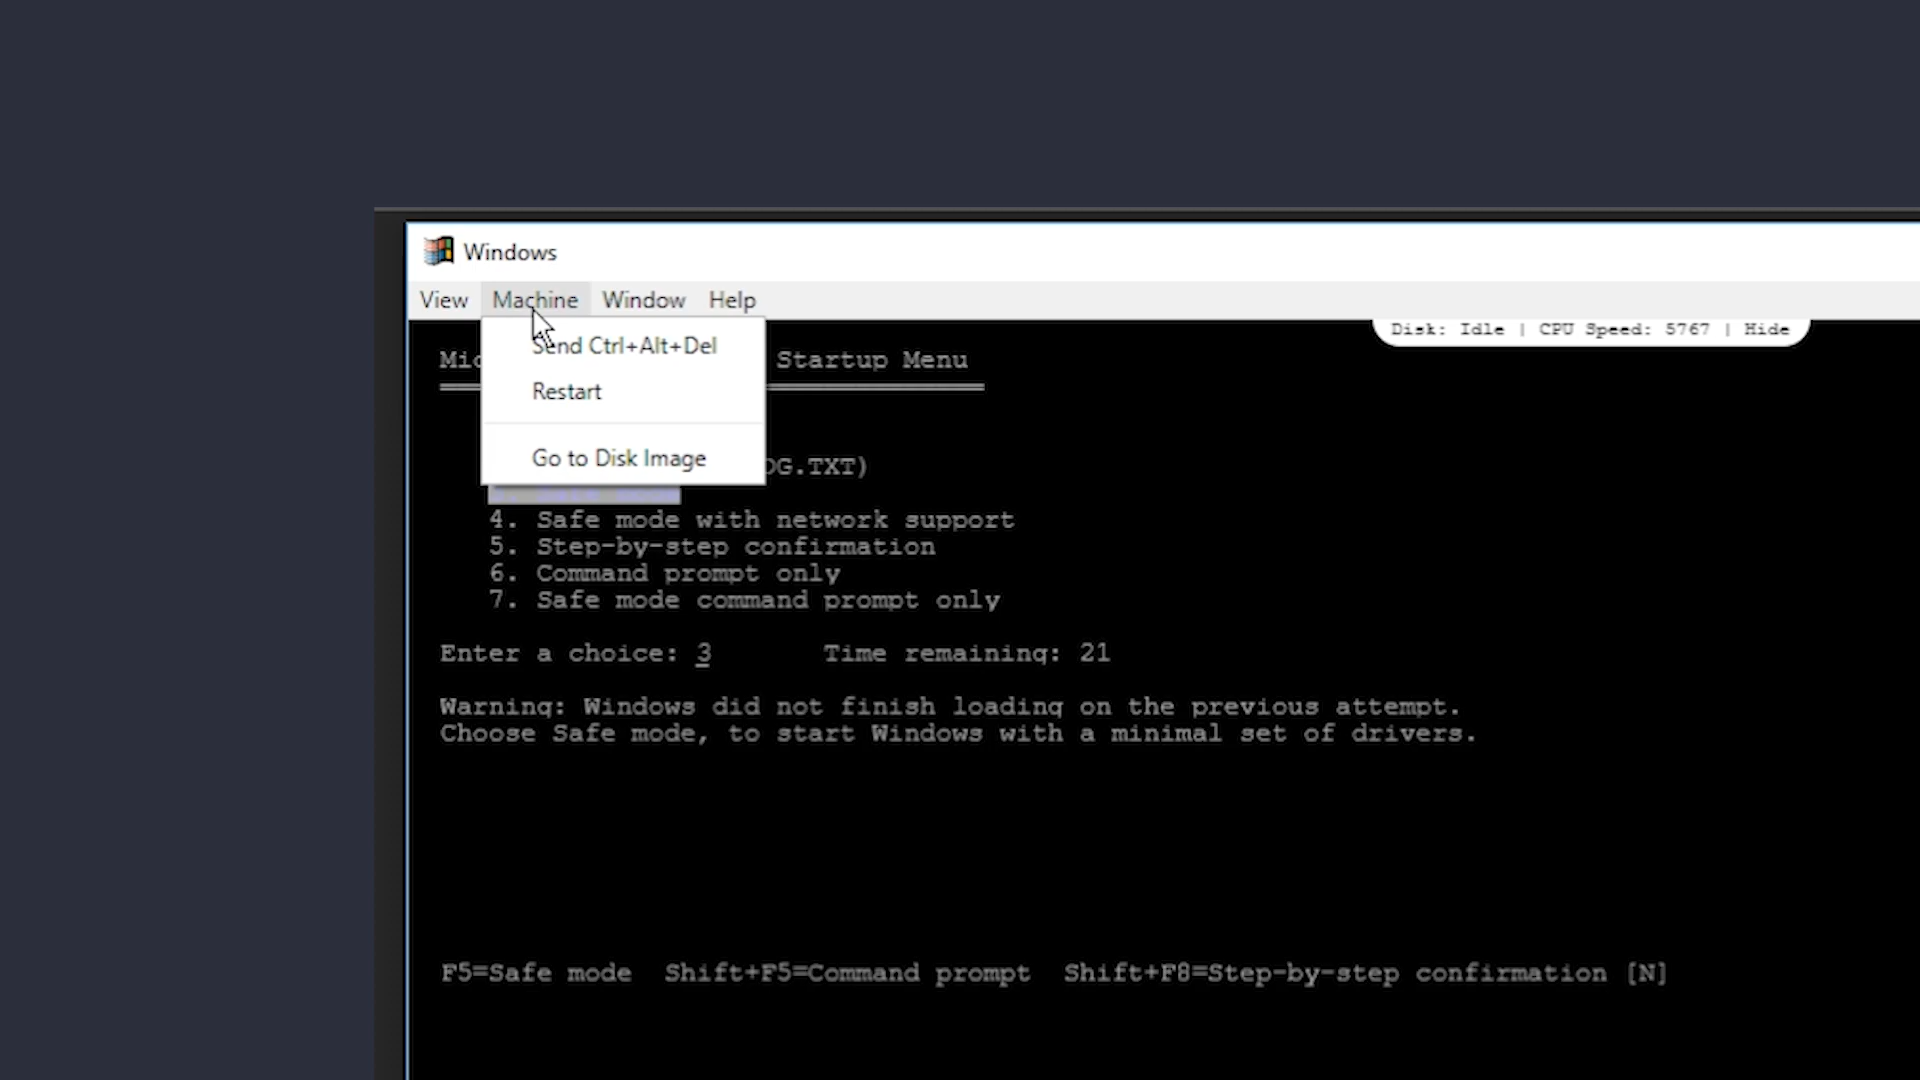 Windows
View Machine Window Help
Disk: Idle | CPU Speed: 5767 | Hide
Send Ctrl+Alt+Del
Restart
Go to Disk Image
Startup Menu
OG.TXT)
4. Safe mode with network support
5. Step-by-step confirmation
6. Command prompt only
7. Safe mode command prompt only
Enter a choice: 3 Time remaining: 21
Warning: Windows did not finish loading on the previous attempt.
Choose Safe mode, to start Windows with a minimal set of drivers.
F5=Safe mode Shift+F5=Command prompt Shift+F8=Step-by-step confirmation [N]